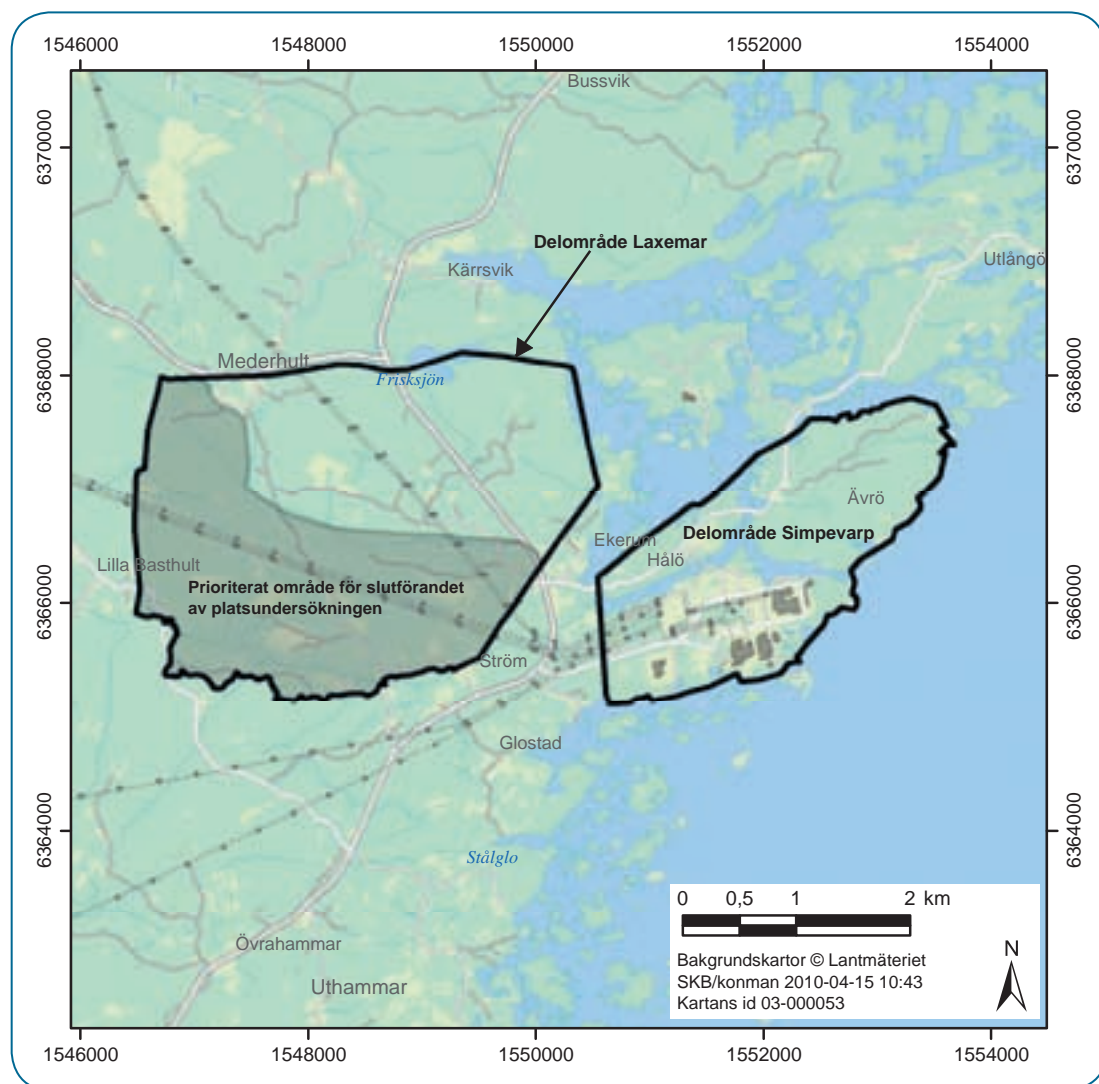 1546000 1548000 1550000 1552000 1554000
Bussvik
6370000 6370000
Utlångö
Delområde Laxemar
Kärrsvik
Mederhult
6368000 6368000
Frisksjön
Ävrö
Delområde Simpevarp
Ekerum
Hålö
Lilla Basthult
Prioriterat område för slutförandet
av platsundersökningen
6366000 6366000
Ström
Glostad
6364000 6364000
Stålglo
Övrahammar
Uthammar
0 0,5 1 2 km
Bakgrundskartor © Lantmäteriet
SKB/konman 2010-04-15 10:43
Kartans id 03-000053
N
1546000 1548000 1550000 1552000 1554000